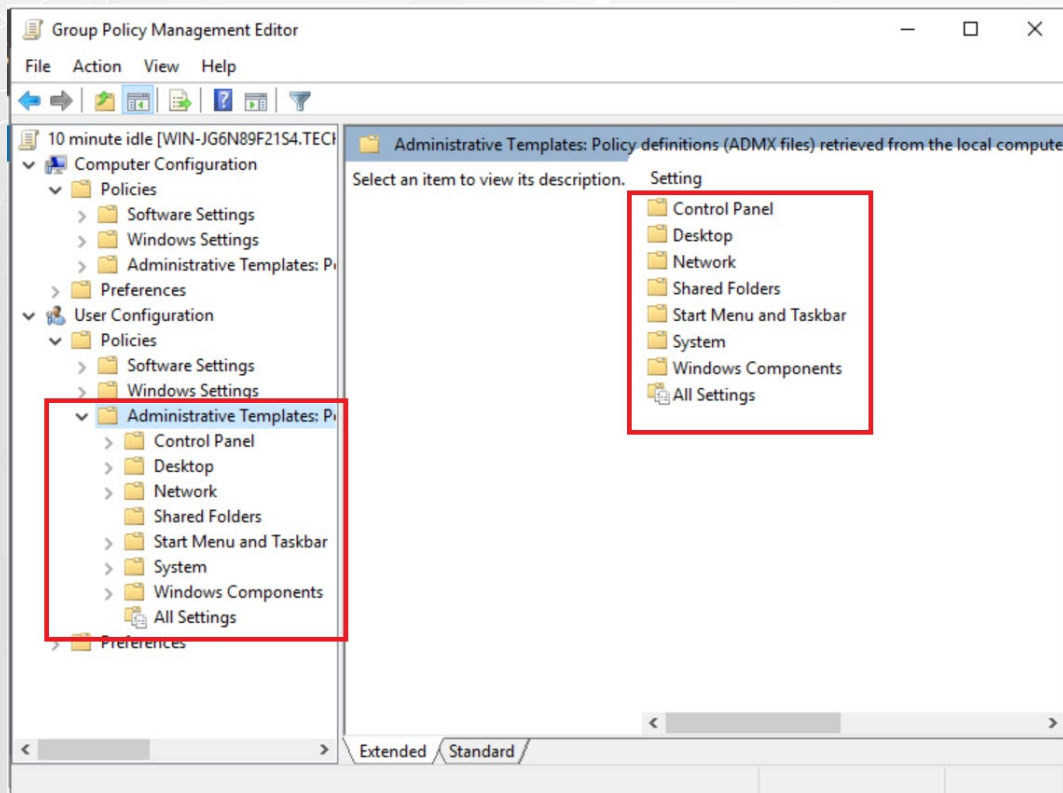 Group Policy Management Editor
File Action View Help
10 minute idle [WIN-JG6N89F21S4.TECH
Computer Configuration
Policies
Software Settings
Windows Settings
Administrative Templates: Po
Preferences
User Configuration
Policies
Software Settings
Windows Settings
Administrative Templates: Po
Control Panel
Desktop
Network
Shared Folders
Start Menu and Taskbar
System
Windows Components
All Settings
Preferences
Administrative Templates: Policy definitions (ADMX files) retrieved from the local compute
Select an item to view its description.
Setting
Control Panel
Desktop
Network
Shared Folders
Start Menu and Taskbar
System
Windows Components
All Settings
Extended Standard